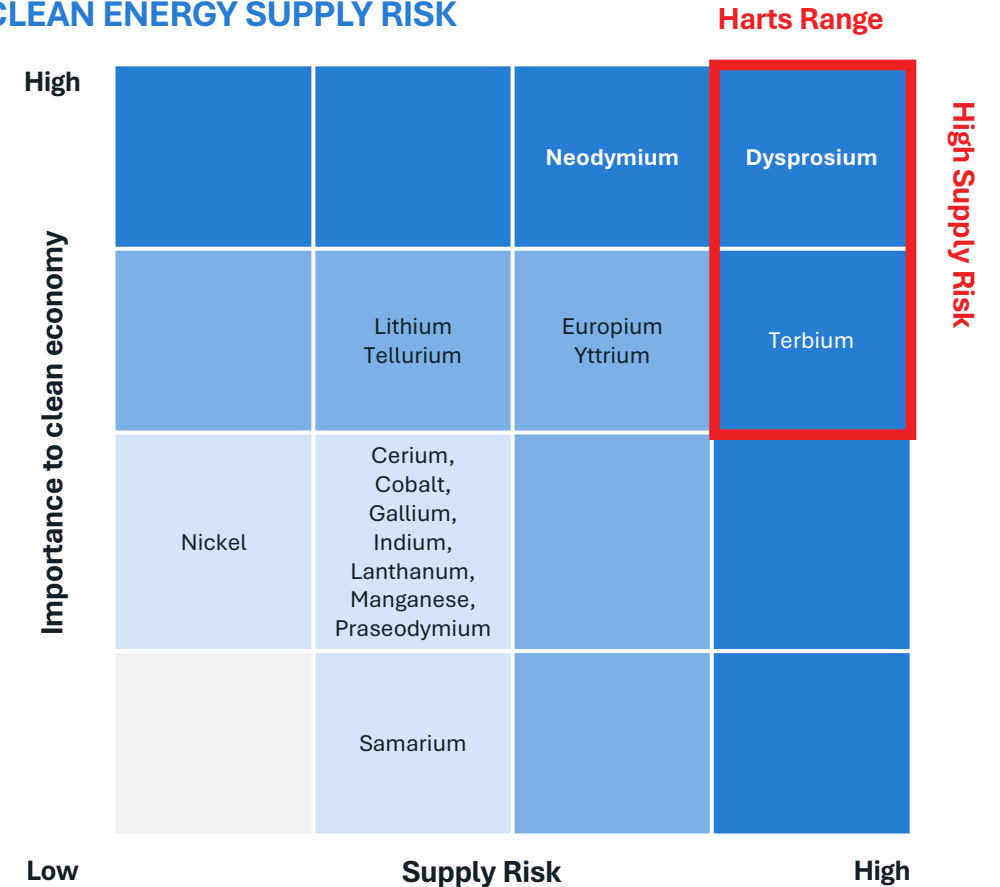 CLEAN ENERGY SUPPLY RISK
Harts Range
High
High Supply Risk
Importance to clean economy
Neodymium
Dysprosium
Lithium
Tellurium
Europium
Yttrium
Terbium
Nickel
Cerium,
Cobalt,
Gallium,
Indium,
Lanthanum,
Manganese,
Praseodymium
Samarium
Low
Supply Risk
High